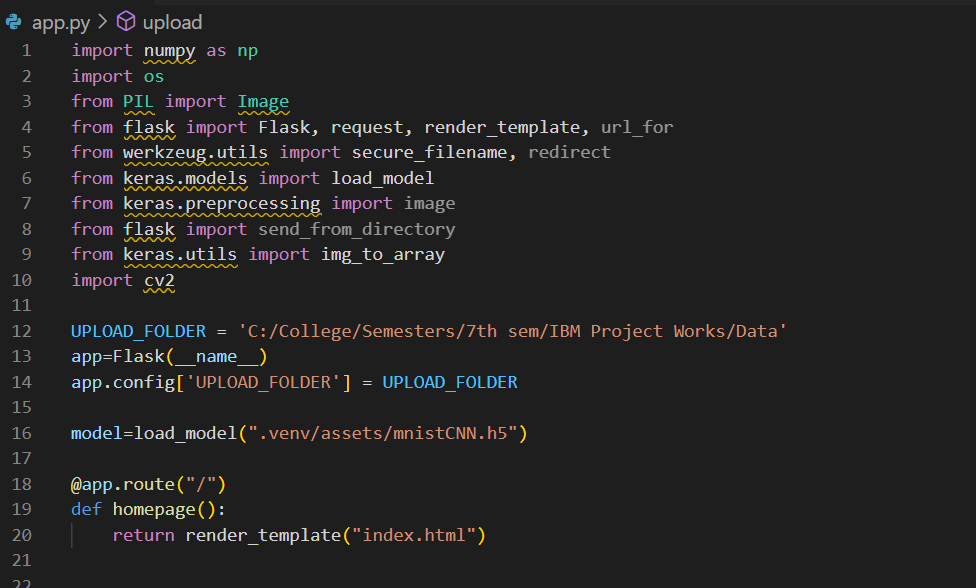 app.py > upload
1 import numpy as np
2 import os
3 from PIL import Image
4 from flask import Flask, request, render_template, url_for
5 from werkzeug.utils import secure_filename, redirect
6 from keras.models import load_model
7 from keras.preprocessing import image
8 from flask import send_from_directory
9 from keras.utils import img_to_array
10 import cv2
11
12 UPLOAD_FOLDER = 'C:/College/Semesters/7th sem/IBM Project Works/Data'
13 app=Flask(__name__)
14 app.config['UPLOAD_FOLDER'] = UPLOAD_FOLDER
15
16 model=load_model(".venv/assets/mnistCNN.h5")
17
18 @app.route("/")
19 def homepage():
20     return render_template("index.html")
21
22